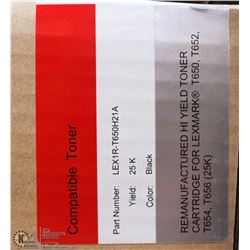 Compatible Toner
Part Number: LEX1R-T650H21A
Yield: 25 K
Color: Black
REMANUFACTURED HI YIELD TONER
CARTRIDGE FOR LEXMARK® T650, T652,
T654, T656 (25K)